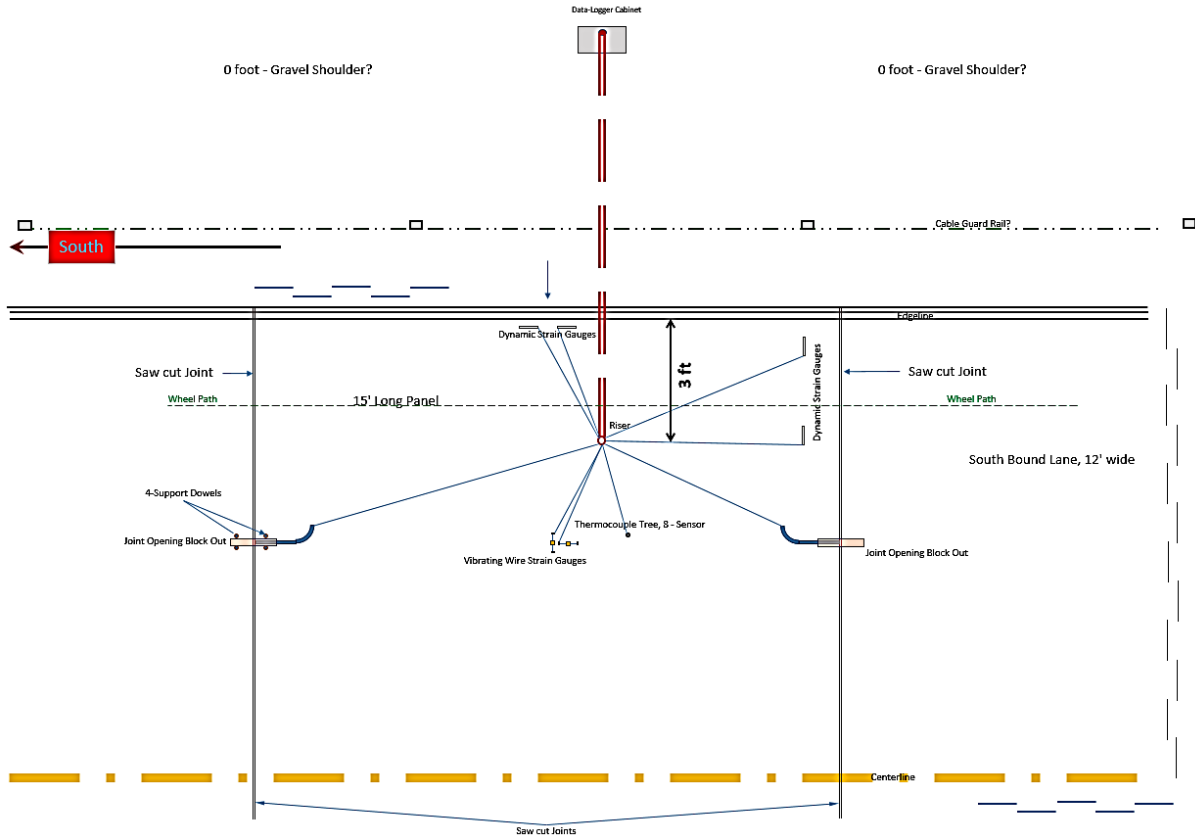 Data-Logger Cabinet
0 foot - Gravel Shoulder?
0 foot - Gravel Shoulder?
Cable Guard Rail?
South
Edgeline
Dynamic Strain Gauges
Dynamic Strain Gauges
3 ft
Saw cut Joint
Saw cut Joint
Wheel Path
15' Long Panel
Wheel Path
Riser
South Bound Lane, 12' wide
4-Support Dowels
Thermocouple Tree, 8 - Sensor
Joint Opening Block Out
Joint Opening Block Out
Vibrating Wire Strain Gauges
Centerline
Saw cut Joints